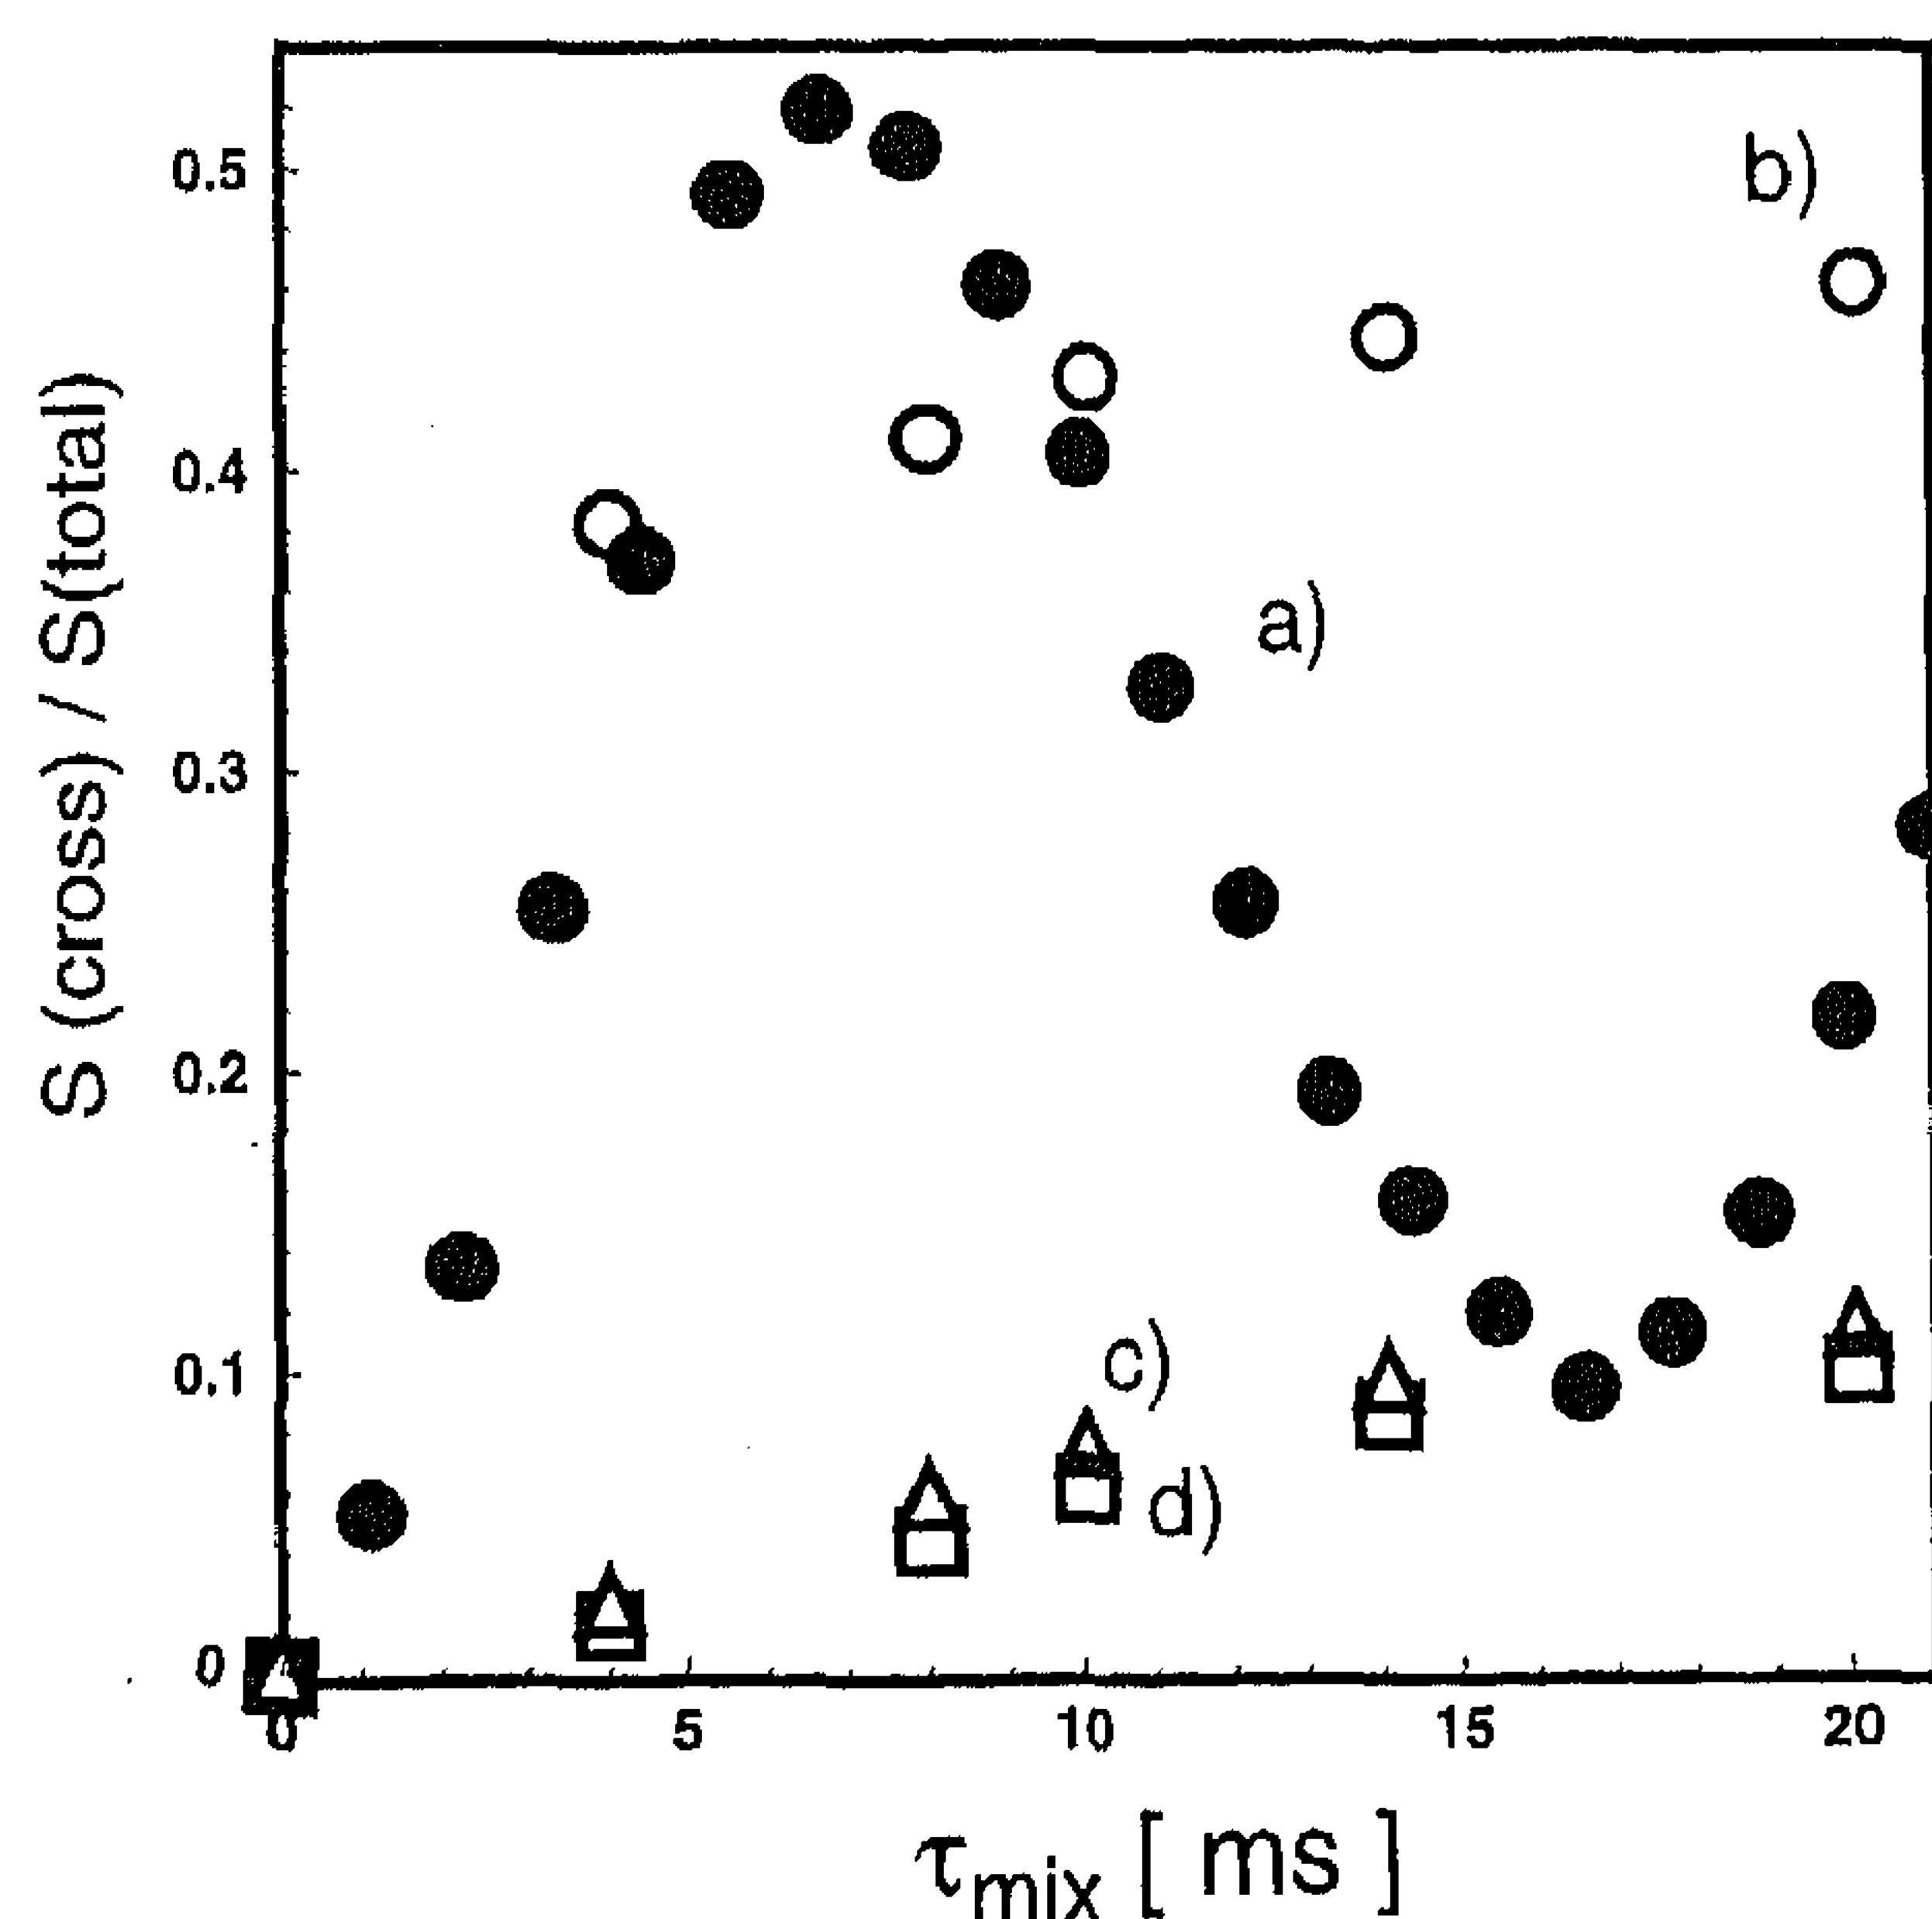 S (cross) / S(total)
0.5
0.4
0.3
0.2
0.1
0
b)
a)
c)
d)
0 5 10 15 20
τmix [ ms ]